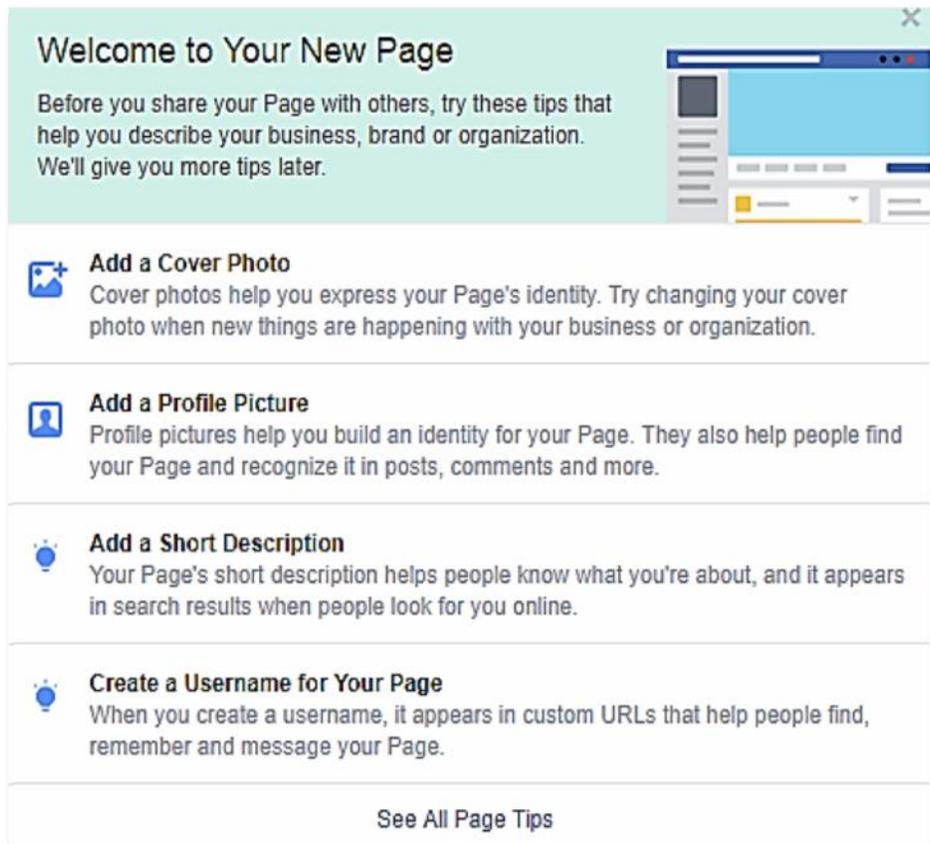 Welcome to Your New Page
Before you share your Page with others, try these tips that
help you describe your business, brand or organization.
We'll give you more tips later.
Add a Cover Photo
Cover photos help you express your Page's identity. Try changing your cover
photo when new things are happening with your business or organization.
Add a Profile Picture
Profile pictures help you build an identity for your Page. They also help people find
your Page and recognize it in posts, comments and more.
Add a Short Description
Your Page's short description helps people know what you're about, and it appears
in search results when people look for you online.
Create a Username for Your Page
When you create a username, it appears in custom URLs that help people find,
remember and message your Page.
See All Page Tips